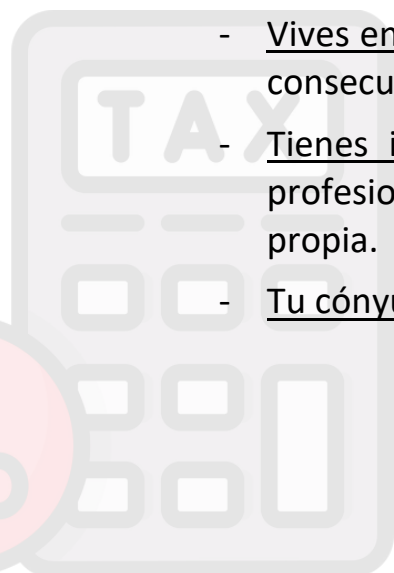 TAX
- Vives en
consecu
- Tienes i
profesio
propia.
- Tu cónyu